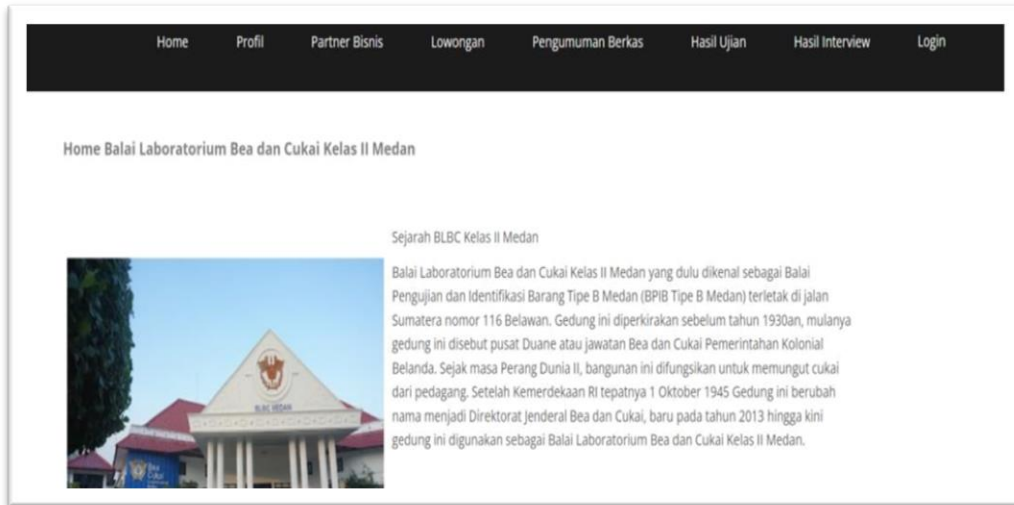 Home Profil Partner Bisnis Lowongan Pengumuman Berkas Hasil Ujian Hasil Interview Login
Home Balai Laboratorium Bea dan Cukai Kelas II Medan
Sejarah BLBC Kelas II Medan
Balai Laboratorium Bea dan Cukai Kelas II Medan yang dulu dikenal sebagai Balai
Pengujian dan Identifikasi Barang Tipe B Medan (BPIB Tipe B Medan) terletak di jalan
Sumatera nomor 116 Belawan. Gedung ini diperkirakan sebelum tahun 1930an, mulanya
gedung ini disebut pusat Duane atau jawatan Bea dan Cukai Pemerintahan Kolonial
Belanda. Sejak masa Perang Dunia II, bangunan ini difungsikan untuk memungut cukai
dari pedagang. Setelah Kemerdekaan RI tepatnya 1 Oktober 1945 Gedung ini berubah
nama menjadi Direktorat Jenderal Bea dan Cukai, baru pada tahun 2013 hingga kini
gedung ini digunakan sebagai Balai Laboratorium Bea dan Cukai Kelas II Medan.
BLBC MEDAN
Bea
Cukai